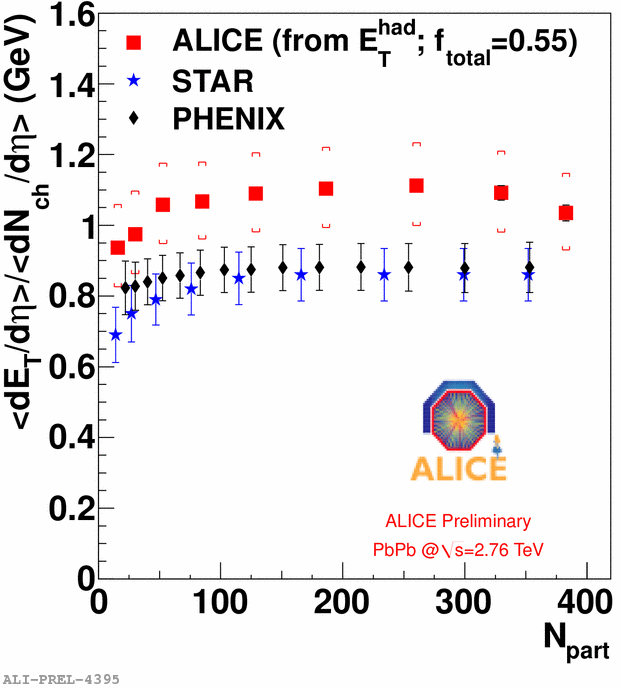 <dE_T/dη>/<dN_ch/dη> (GeV)
1.6
1.4
1.2
1
0.8
0.6
0.4
0.2
0
ALICE (from E_T^had; f_total=0.55)
STAR
PHENIX
ALICE
ALICE Preliminary
PbPb @√s=2.76 TeV
0 100 200 300 400
N_part
ALI-PREL-4395